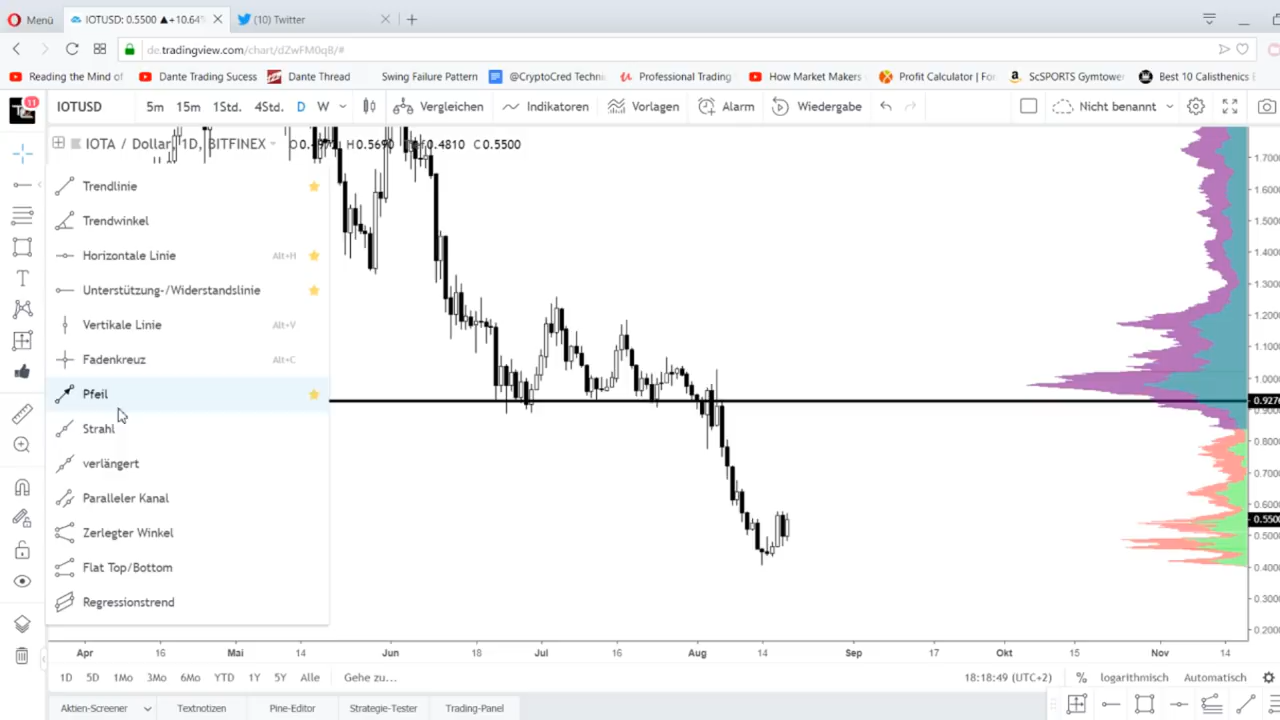 Menü
IOTUSD: 0.5500 ▲+10.64%
(10) Twitter
de.tradingview.com/chart/dZwFM0qB/#
Reading the Mind of
Dante Trading Sucess
Dante Thread
Swing Failure Pattern
@CryptoCred Techni
Professional Trading
How Market Makers
Profit Calculator | For
ScSPORTS Gymtower
Best 10 Calisthenics E
11
IOTUSD
5m
15m
1Std.
4Std.
D
W
Vergleichen
Indikatoren
Vorlagen
Alarm
Wiedergabe
Nicht benannt
IOTA / Dollar, 1D, BITFINEX
H0.5690
0.4810
C0.5500
Trendlinie
Trendwinkel
Horizontale Linie Alt+H
Unterstützung-/Widerstandslinie
Vertikale Linie Alt+V
Fadenkreuz Alt+C
Pfeil
Strahl
verlängert
Paralleler Kanal
Zerlegter Winkel
Flat Top/Bottom
Regressionstrend
1.7000
1.6000
1.5000
1.4000
1.3000
1.2000
1.1000
1.0000
0.9276
0.9000
0.8000
0.7000
0.6000
0.5500
0.5000
0.4000
0.3000
0.2000
Apr
16
Mai
14
Jun
18
Jul
16
Aug
14
Sep
17
Okt
15
Nov
14
1D
5D
1Mo
3Mo
6Mo
YTD
1Y
5Y
Alle
Gehe zu...
18:18:49 (UTC+2)
%
logarithmisch
Automatisch
Aktien-Screener
Textnotizen
Pine-Editor
Strategie-Tester
Trading-Panel